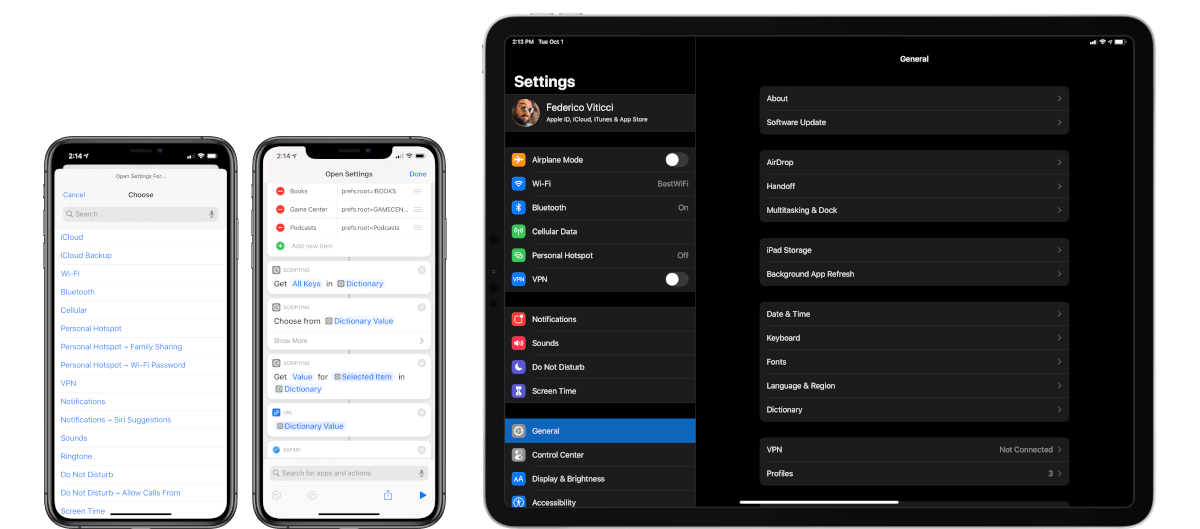 2:14
Open Settings For...
Cancel
Choose
Search
iCloud
iCloud Backup
Wi-Fi
Bluetooth
Cellular
Personal Hotspot
Personal Hotspot → Family Sharing
Personal Hotspot → Wi-Fi Password
VPN
Notifications
Notifications → Siri Suggestions
Sounds
Ringtone
Do Not Disturb
Do Not Disturb → Allow Calls From
Screen Time
2:14
Open Settings
Done
Books prefs:root=IBOOKS
Game Center prefs:root=GAMECEN...
Podcasts prefs:root=Podcasts
Add new item
SCRIPTING
Get All Keys in Dictionary
SCRIPTING
Choose from Dictionary Value
Show More
SCRIPTING
Get Value for Selected Item in
Dictionary
URL
Dictionary Value
SAFARI
Search for apps and actions
2:13 PM Tue Oct 1
Settings
Federico Viticci
Apple ID, iCloud, iTunes & App Store
Airplane Mode
Wi-Fi BestWiFi
Bluetooth On
Cellular Data
Personal Hotspot Off
VPN VPN
Notifications
Sounds
Do Not Disturb
Screen Time
General
Control Center
AA Display & Brightness
Accessibility
General
About
Software Update
AirDrop
Handoff
Multitasking & Dock
iPad Storage
Background App Refresh
Date & Time
Keyboard
Fonts
Language & Region
Dictionary
VPN Not Connected
Profiles 3